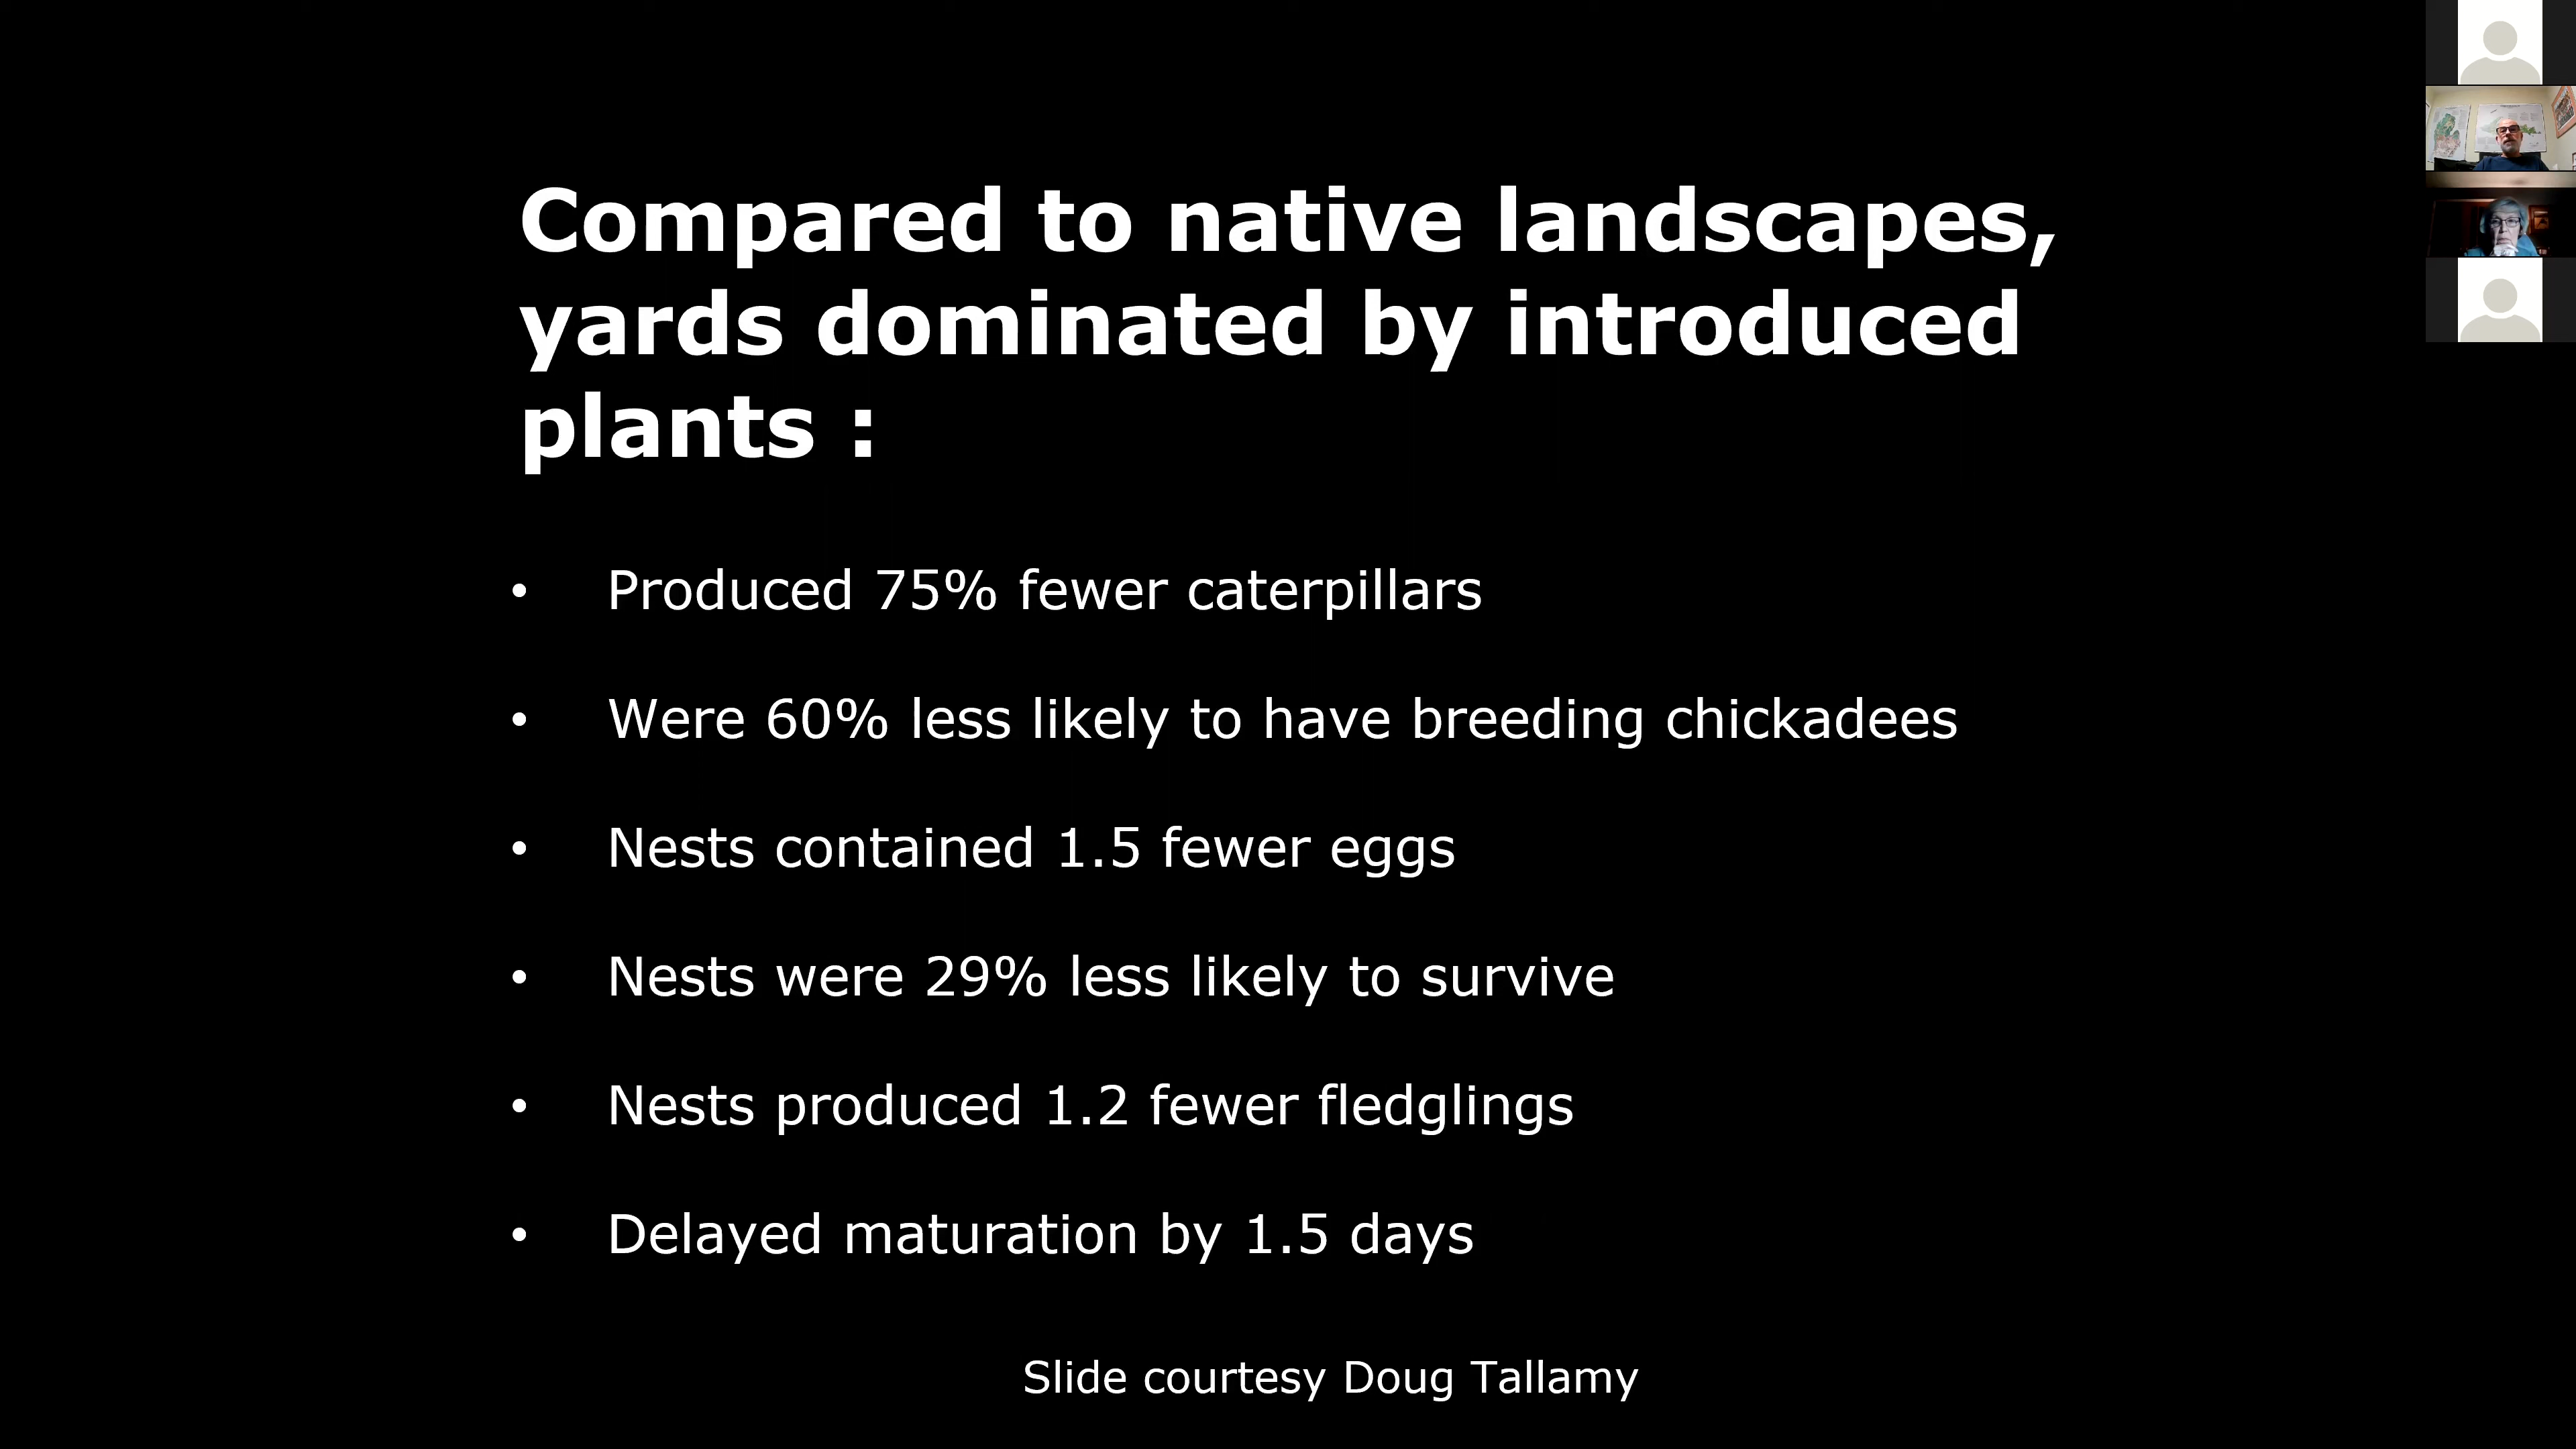 Compared to native landscapes,
yards dominated by introduced
plants :
• Produced 75% fewer caterpillars
• Were 60% less likely to have breeding chickadees
• Nests contained 1.5 fewer eggs
• Nests were 29% less likely to survive
• Nests produced 1.2 fewer fledglings
• Delayed maturation by 1.5 days
Slide courtesy Doug Tallamy